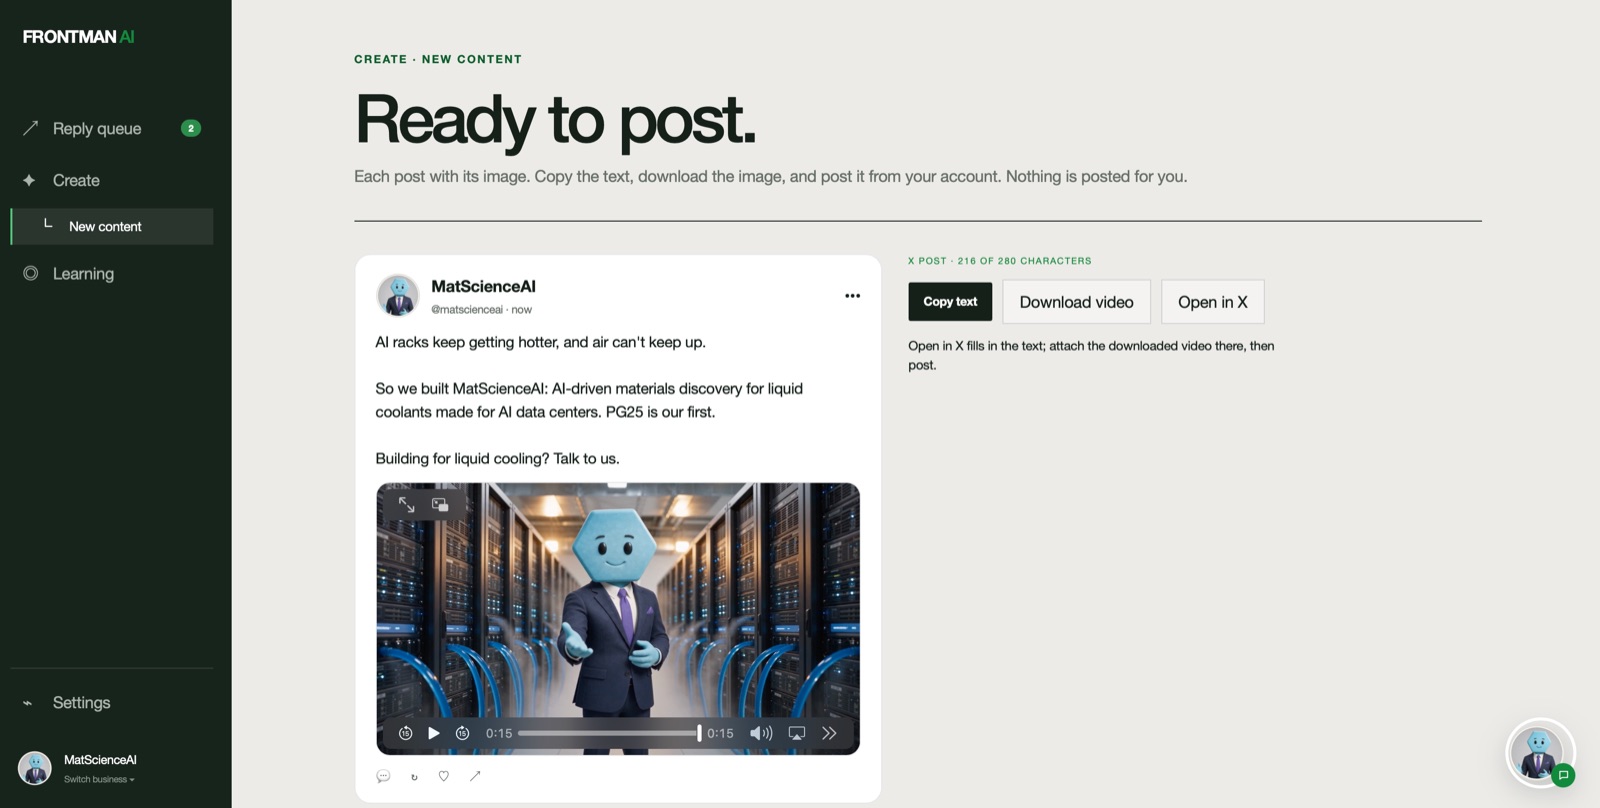 FRONTMAN AI
Reply queue
2
Create
New content
Learning
Settings
MatScienceAI
Switch business
CREATE · NEW CONTENT
Ready to post.
Each post with its image. Copy the text, download the image, and post it from your account. Nothing is posted for you.
MatScienceAI
@matscienceai · now
AI racks keep getting hotter, and air can't keep up.
So we built MatScienceAI: AI-driven materials discovery for liquid
coolants made for AI data centers. PG25 is our first.
Building for liquid cooling? Talk to us.
15
15
0:15
0:15
X POST · 216 OF 280 CHARACTERS
Copy text
Download video
Open in X
Open in X fills in the text; attach the downloaded video there, then
post.